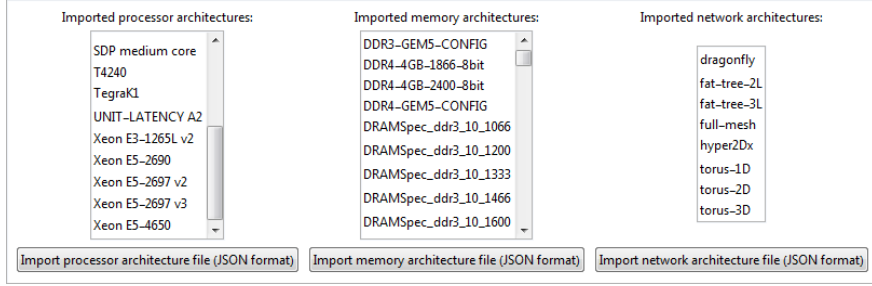 Imported processor architectures:
SDP medium core
T4240
TegraK1
UNIT-LATENCY A2
Xeon E3-1265L v2
Xeon E5-2690
Xeon E5-2697 v2
Xeon E5-2697 v3
Xeon E5-4650
Import processor architecture file (JSON format)
Imported memory architectures:
DDR3-GEM5-CONFIG
DDR4-4GB-1866-8bit
DDR4-4GB-2400-8bit
DDR4-GEM5-CONFIG
DRAMSpec_ddr3_10_1066
DRAMSpec_ddr3_10_1200
DRAMSpec_ddr3_10_1333
DRAMSpec_ddr3_10_1466
DRAMSpec_ddr3_10_1600
Import memory architecture file (JSON format)
Imported network architectures:
dragonfly
fat-tree-2L
fat-tree-3L
full-mesh
hyper2Dx
torus-1D
torus-2D
torus-3D
Import network architecture file (JSON format)